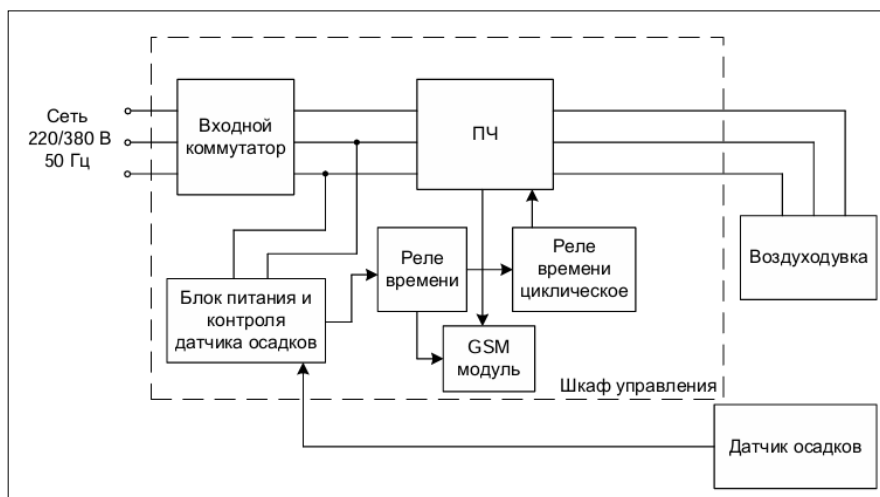 Сеть
220/380 В
50 Гц
Входной
коммутатор
ПЧ
Воздуходувка
Реле
времени
Реле
времени
циклическое
Блок питания и
контроля
датчика осадков
GSM
модуль
Шкаф управления
Датчик осадков